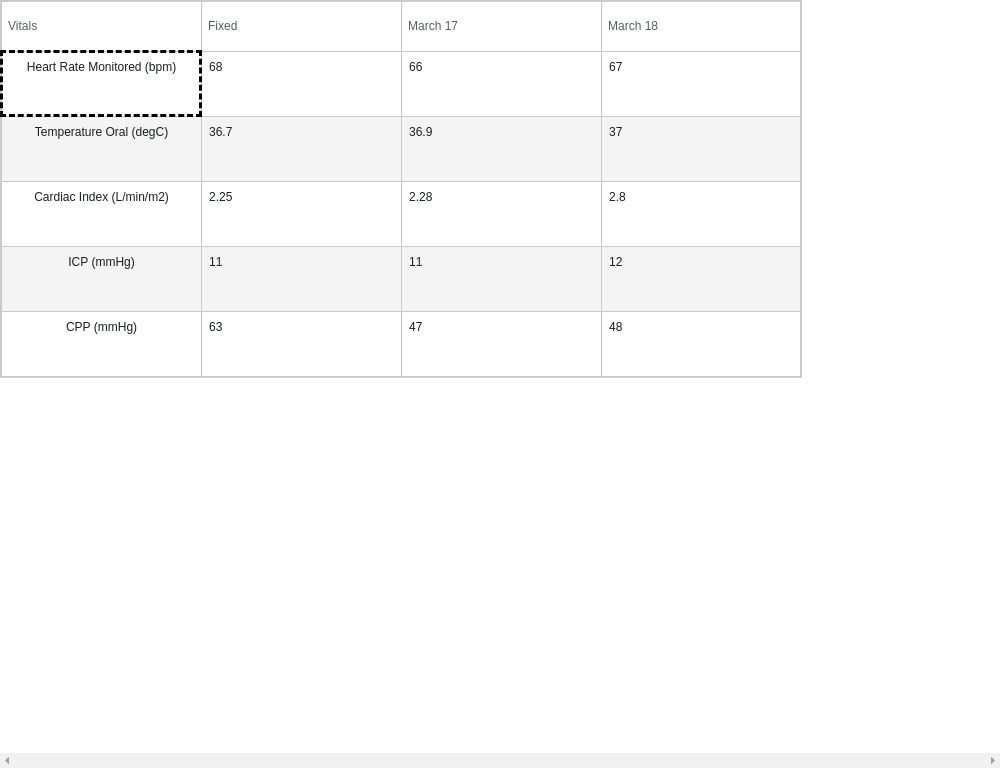 Vitals Fixed March 17 March 18
Heart Rate Monitored (bpm) 68 66 67
Temperature Oral (degC) 36.7 36.9 37
Cardiac Index (L/min/m2) 2.25 2.28 2.8
ICP (mmHg) 11 11 12
CPP (mmHg) 63 47 48